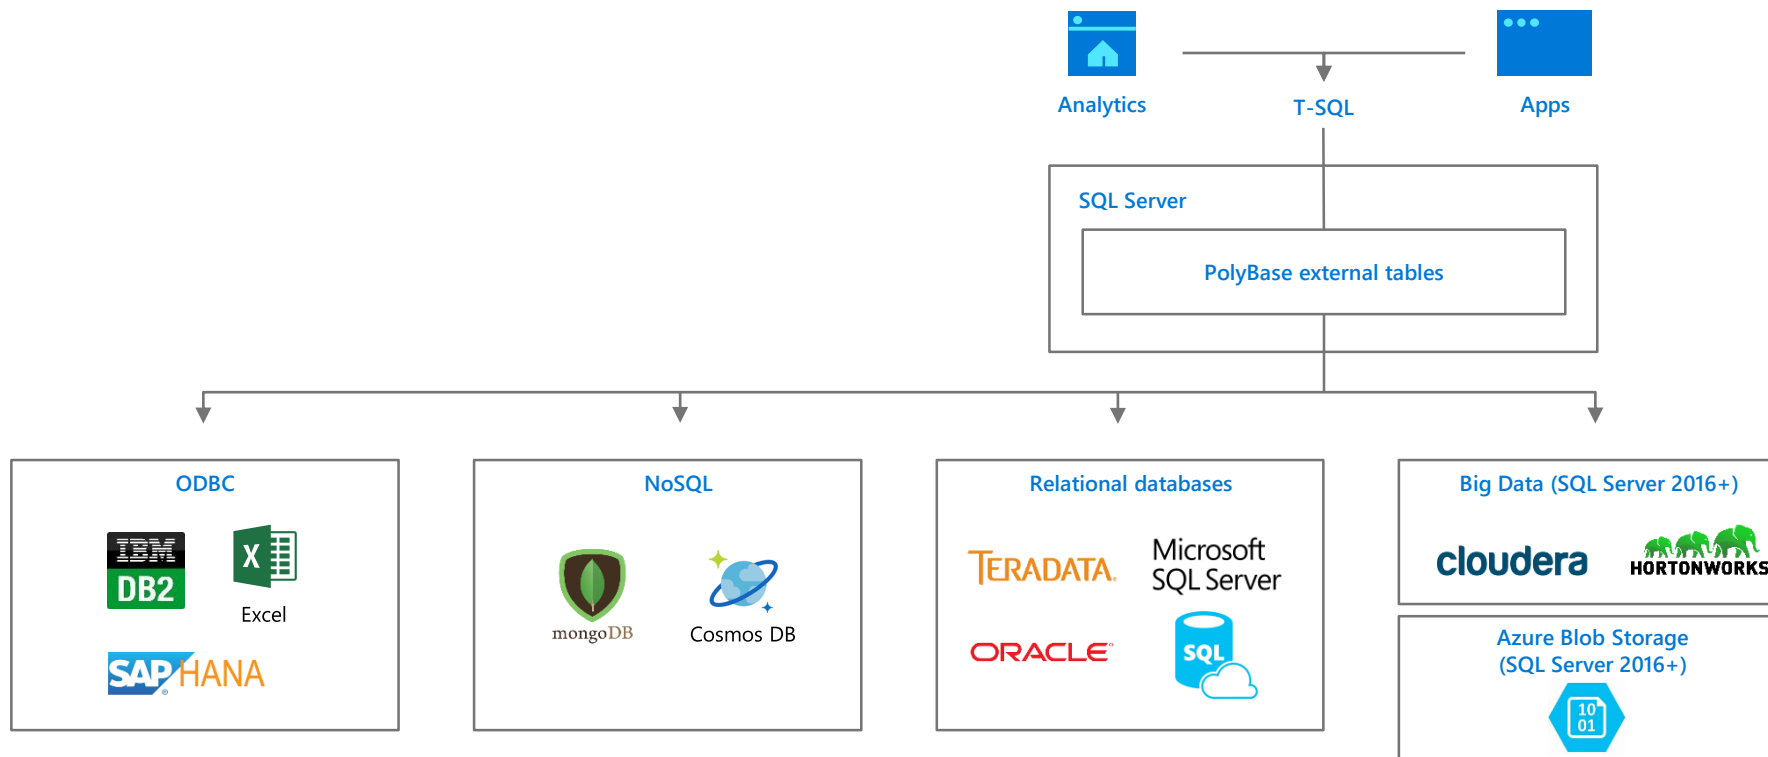 Analytics
T-SQL
Apps
SQL Server
PolyBase external tables
ODBC
NoSQL
Relational databases
Big Data (SQL Server 2016+)
IBM
DB2
X
Excel
SAP HANA
®
mongoDB
Cosmos DB
TERADATA
Microsoft
SQL Server
ORACLE
SQL
cloudera
HORTONWORKS
Azure Blob Storage
(SQL Server 2016+)
10
01